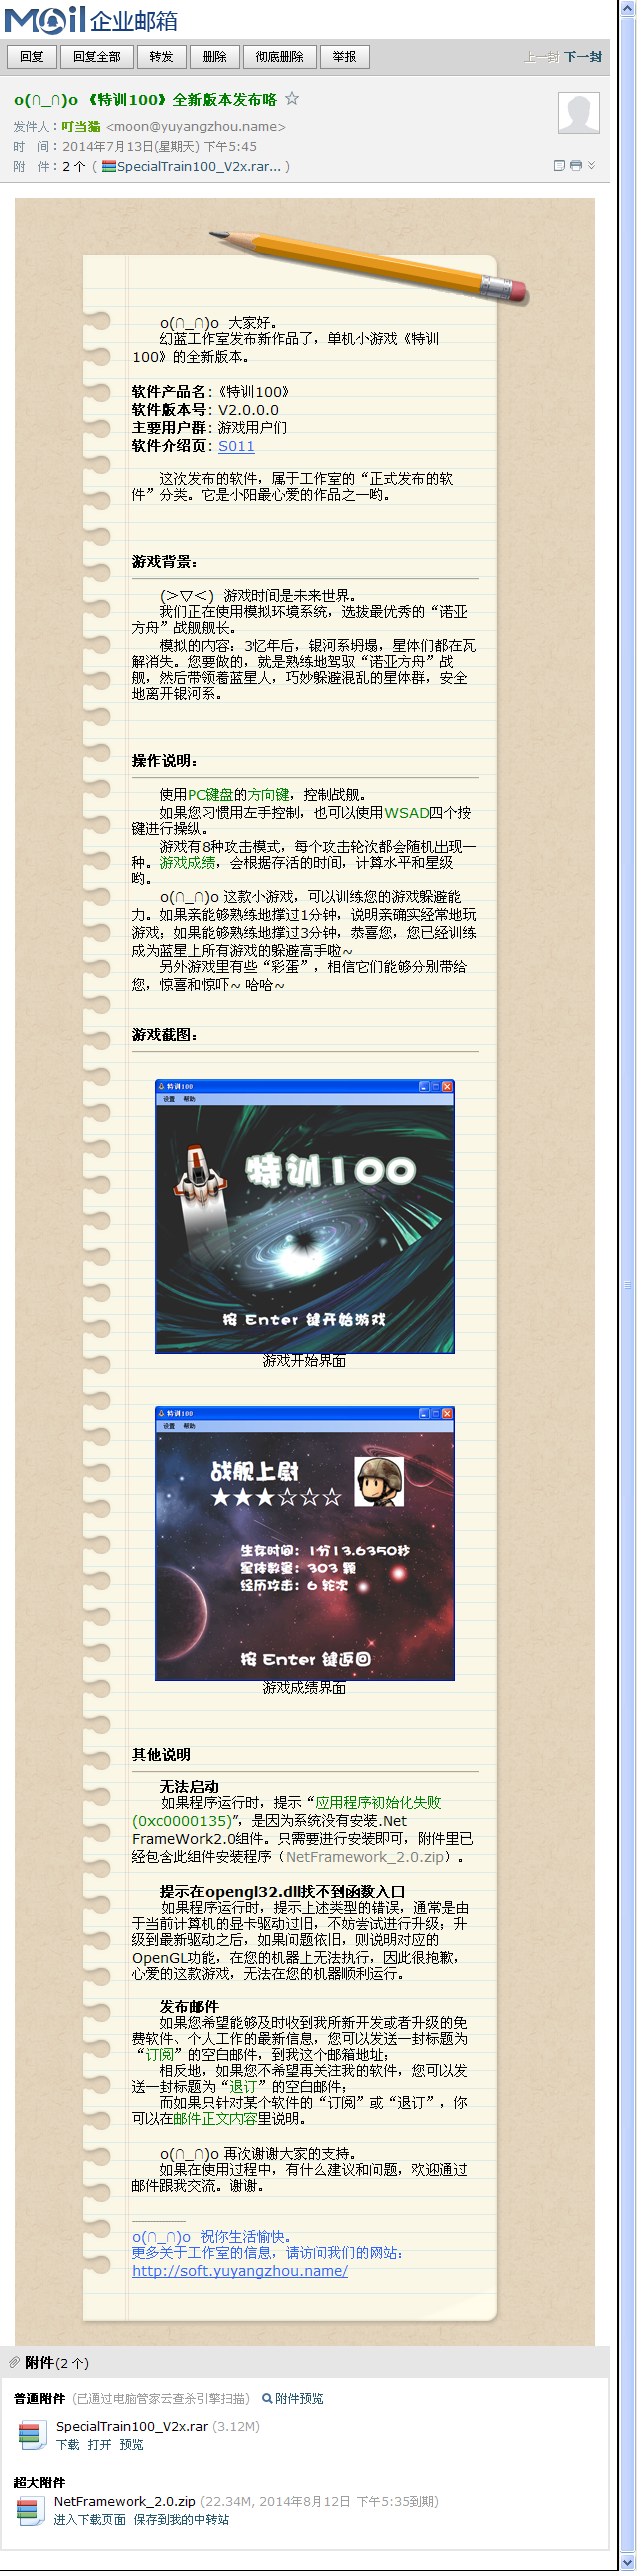 Mail 企业邮箱
回复 回复全部 转发 删除 彻底删除 举报 上一封 下一封
o(∩_∩)o 《特训100》全新版本发布咯 ☆
发件人：叮当猫 <moon@yuyangzhou.name>
时 间：2014年7月13日(星期天) 下午5:45
附 件：2 个 ( SpecialTrain100_V2x.rar... )
o(∩_∩)o 大家好。
幻蓝工作室发布新作品了，单机小游戏《特训
100》的全新版本。
软件产品名：《特训100》
软件版本号：V2.0.0.0
主要用户群：游戏用户们
软件介绍页：S011
这次发布的软件，属于工作室的“正式发布的软
件”分类。它是小阳最心爱的作品之一哟。
游戏背景：
(＞▽＜) 游戏时间是未来世界。
我们正在使用模拟环境系统，选拔最优秀的“诺亚
方舟”战舰舰长。
模拟的内容：3忆年后，银河系坍塌，星体们都在瓦
解消失。您要做的，就是熟练地驾驭“诺亚方舟”战
舰，然后带领着蓝星人，巧妙躲避混乱的星体群，安全
地离开银河系。
操作说明：
使用PC键盘的方向键，控制战舰。
如果您习惯用左手控制，也可以使用WSAD四个按
键进行操纵。
游戏有8种攻击模式，每个攻击轮次都会随机出现一
种。游戏成绩，会根据存活的时间，计算水平和星级
哟。
o(∩_∩)o 这款小游戏，可以训练您的游戏躲避能
力。如果亲能够熟练地撑过1分钟，说明亲确实经常地玩
游戏；如果能够熟练地撑过3分钟，恭喜您，您已经训练
成为蓝星上所有游戏的躲避高手啦~
另外游戏里有些“彩蛋”，相信它们能够分别带给
您，惊喜和惊吓~ 哈哈~
游戏截图：
特训100
设置 帮助
特训100
按 Enter 键开始游戏
游戏开始界面
特训100
设置 帮助
战舰上尉
★★★☆☆☆
生存时间：1分13.6350秒
星体数量：303 颗
经历攻击：6 轮次
按 Enter 键返回
游戏成绩界面
其他说明
无法启动
如果程序运行时，提示“应用程序初始化失败
(0xc0000135)”，是因为系统没有安装.Net
FrameWork2.0组件。只需要进行安装即可，附件里已
经包含此组件安装程序（NetFramework_2.0.zip）。
提示在opengl32.dll找不到函数入口
如果程序运行时，提示上述类型的错误，通常是由
于当前计算机的显卡驱动过旧，不妨尝试进行升级；升
级到最新驱动之后，如果问题依旧，则说明对应的
OpenGL功能，在您的机器上无法执行，因此很抱歉，
心爱的这款游戏，无法在您的机器顺利运行。
发布邮件
如果您希望能够及时收到我所新开发或者升级的免
费软件、个人工作的最新信息，您可以发送一封标题为
“订阅”的空白邮件，到我这个邮箱地址；
相反地，如果您不希望再关注我的软件，您可以发
送一封标题为“退订”的空白邮件；
而如果只针对某个软件的“订阅”或“退订”，你
可以在邮件正文内容里说明。
o(∩_∩)o 再次谢谢大家的支持。
如果在使用过程中，有什么建议和问题，欢迎通过
邮件跟我交流。谢谢。
o(∩_∩)o 祝你生活愉快。
更多关于工作室的信息，请访问我们的网站：
http://soft.yuyangzhou.name/
附件(2 个)
普通附件 (已通过电脑管家云查杀引擎扫描) 附件预览
SpecialTrain100_V2x.rar (3.12M)
下载 打开 预览
超大附件
NetFramework_2.0.zip (22.34M, 2014年8月12日 下午5:35到期)
进入下载页面 保存到我的中转站